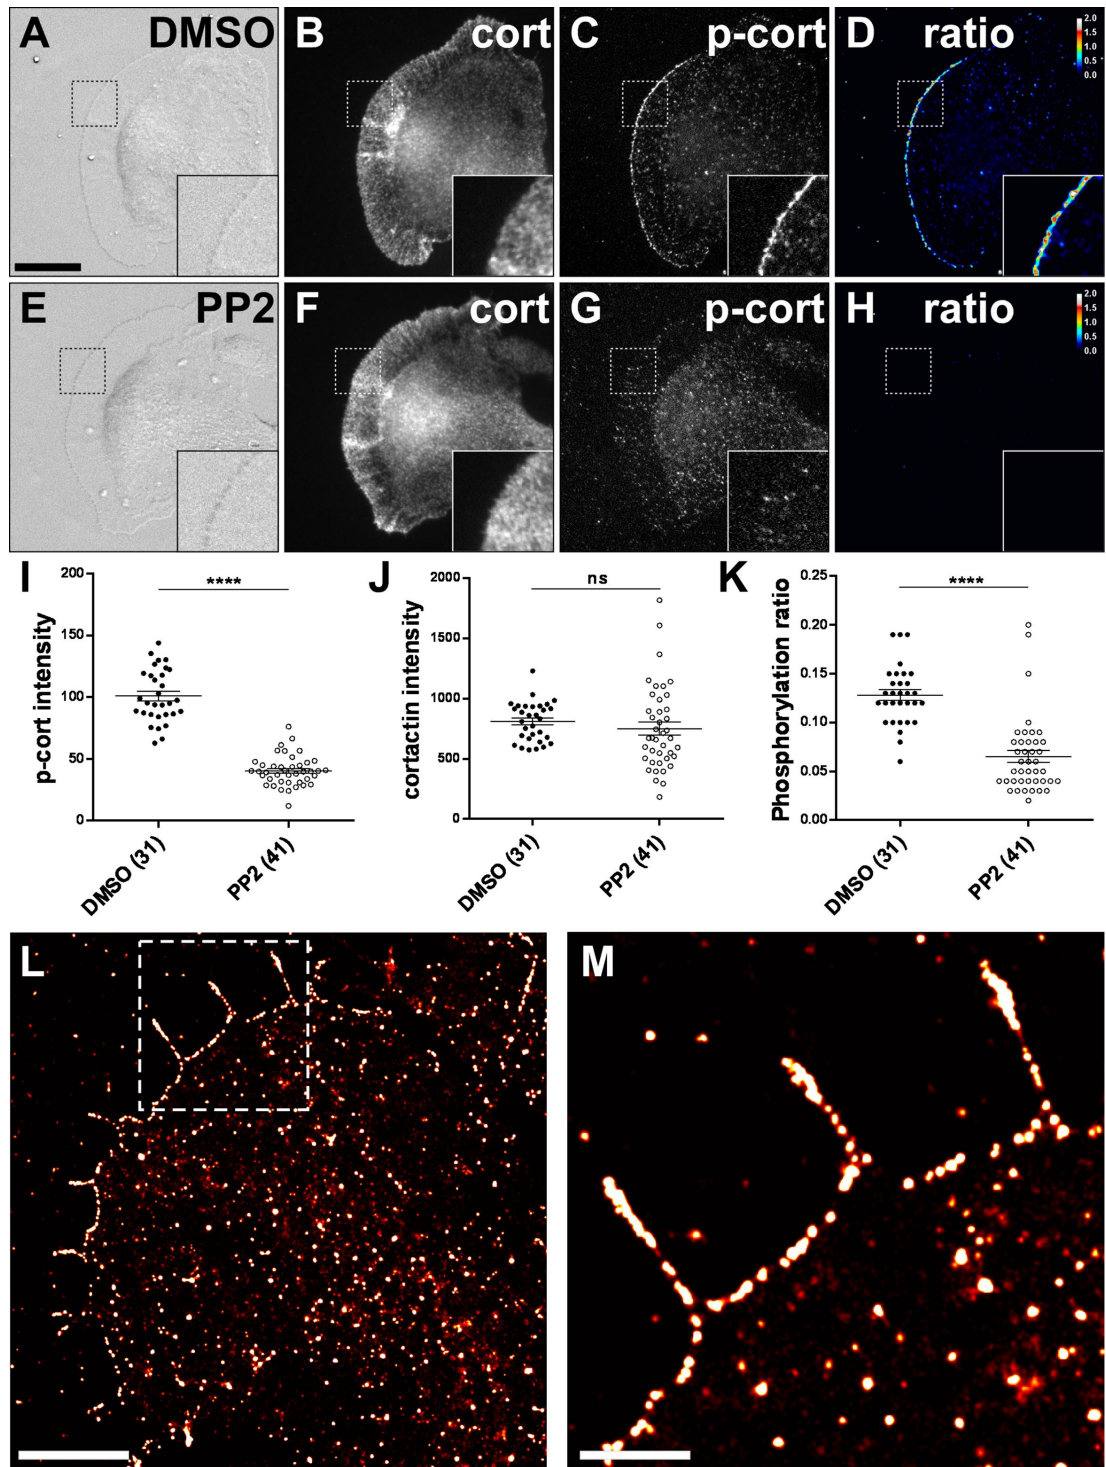 A DMSO
B cort
C p-cort
D ratio
2.0
1.5
1.0
0.5
0.0
E PP2
F cort
G p-cort
H ratio
2.0
1.5
1.0
0.5
0.0
I
p-cort intensity
200
150
100
50
0
****
DMSO (31)
PP2 (41)
J
cortactin intensity
2000
1500
1000
500
0
ns
DMSO (31)
PP2 (41)
K
Phosphorylation ratio
0.25
0.20
0.15
0.10
0.05
0.00
****
DMSO (31)
PP2 (41)
L
M